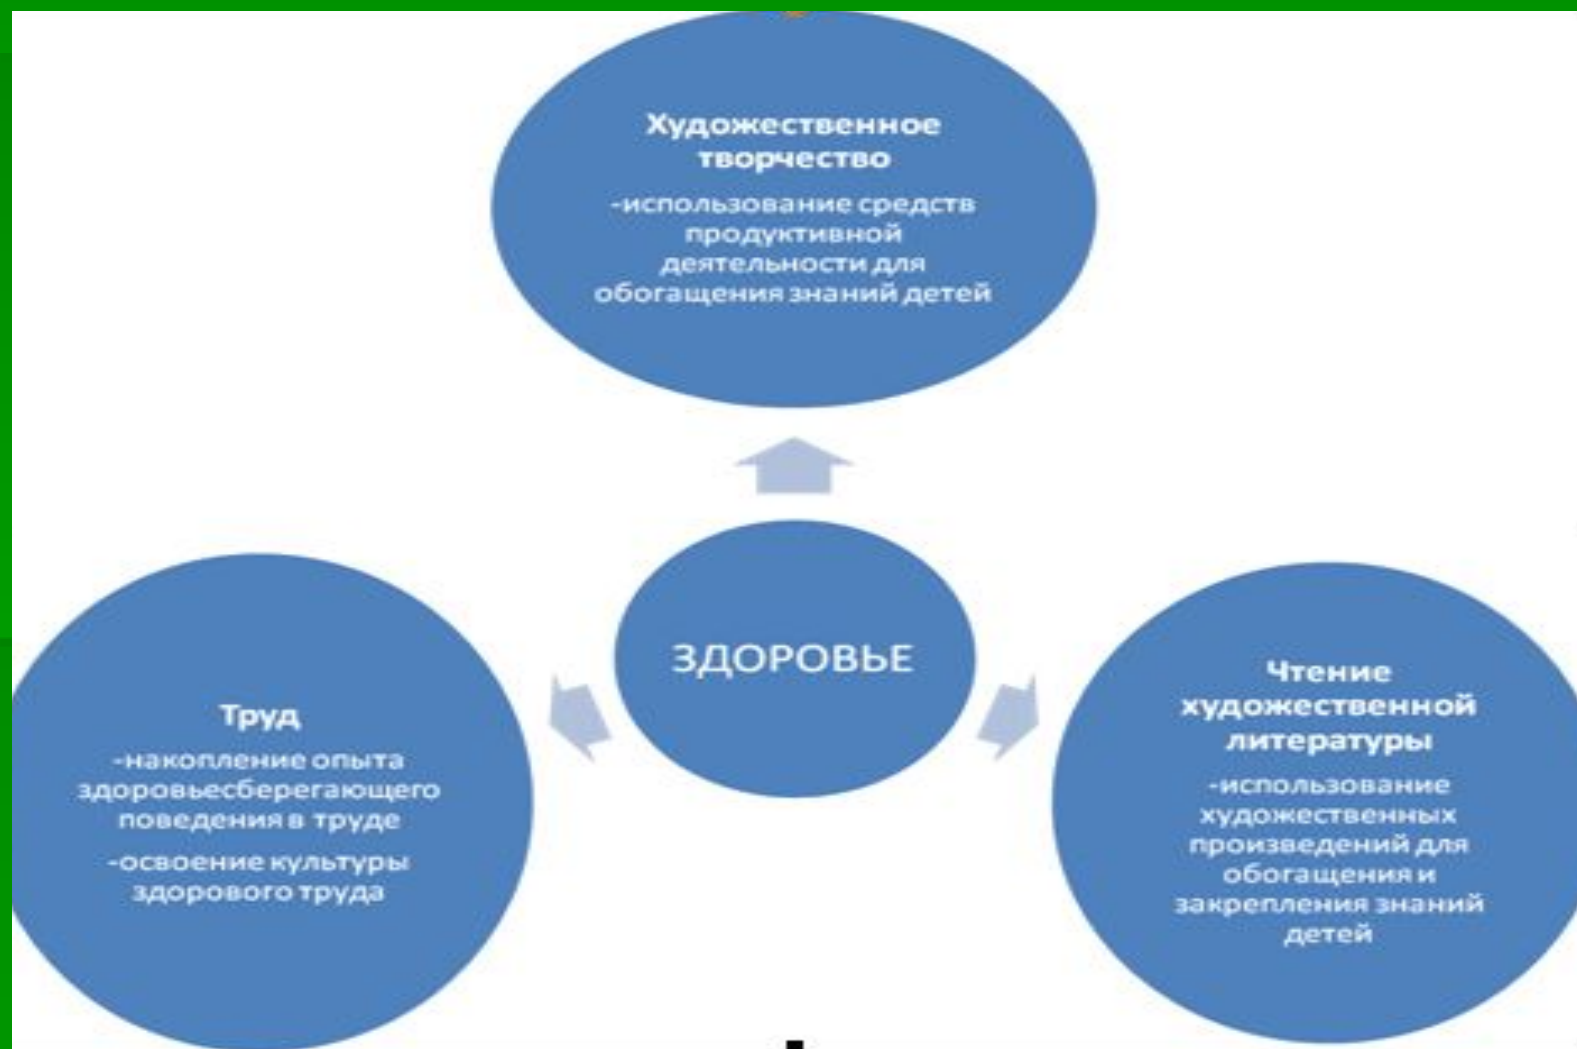 Художественное
творчество
-использование средств
продуктивной
деятельности для
обогащения знаний детей
ЗДОРОВЬЕ
Труд
-накопление опыта
здоровьесберегающего
поведения в труде
-освоение культуры
здорового труда
Чтение
художественной
литературы
-использование
художественных
произведений для
обогащения и
закрепления знаний
детей